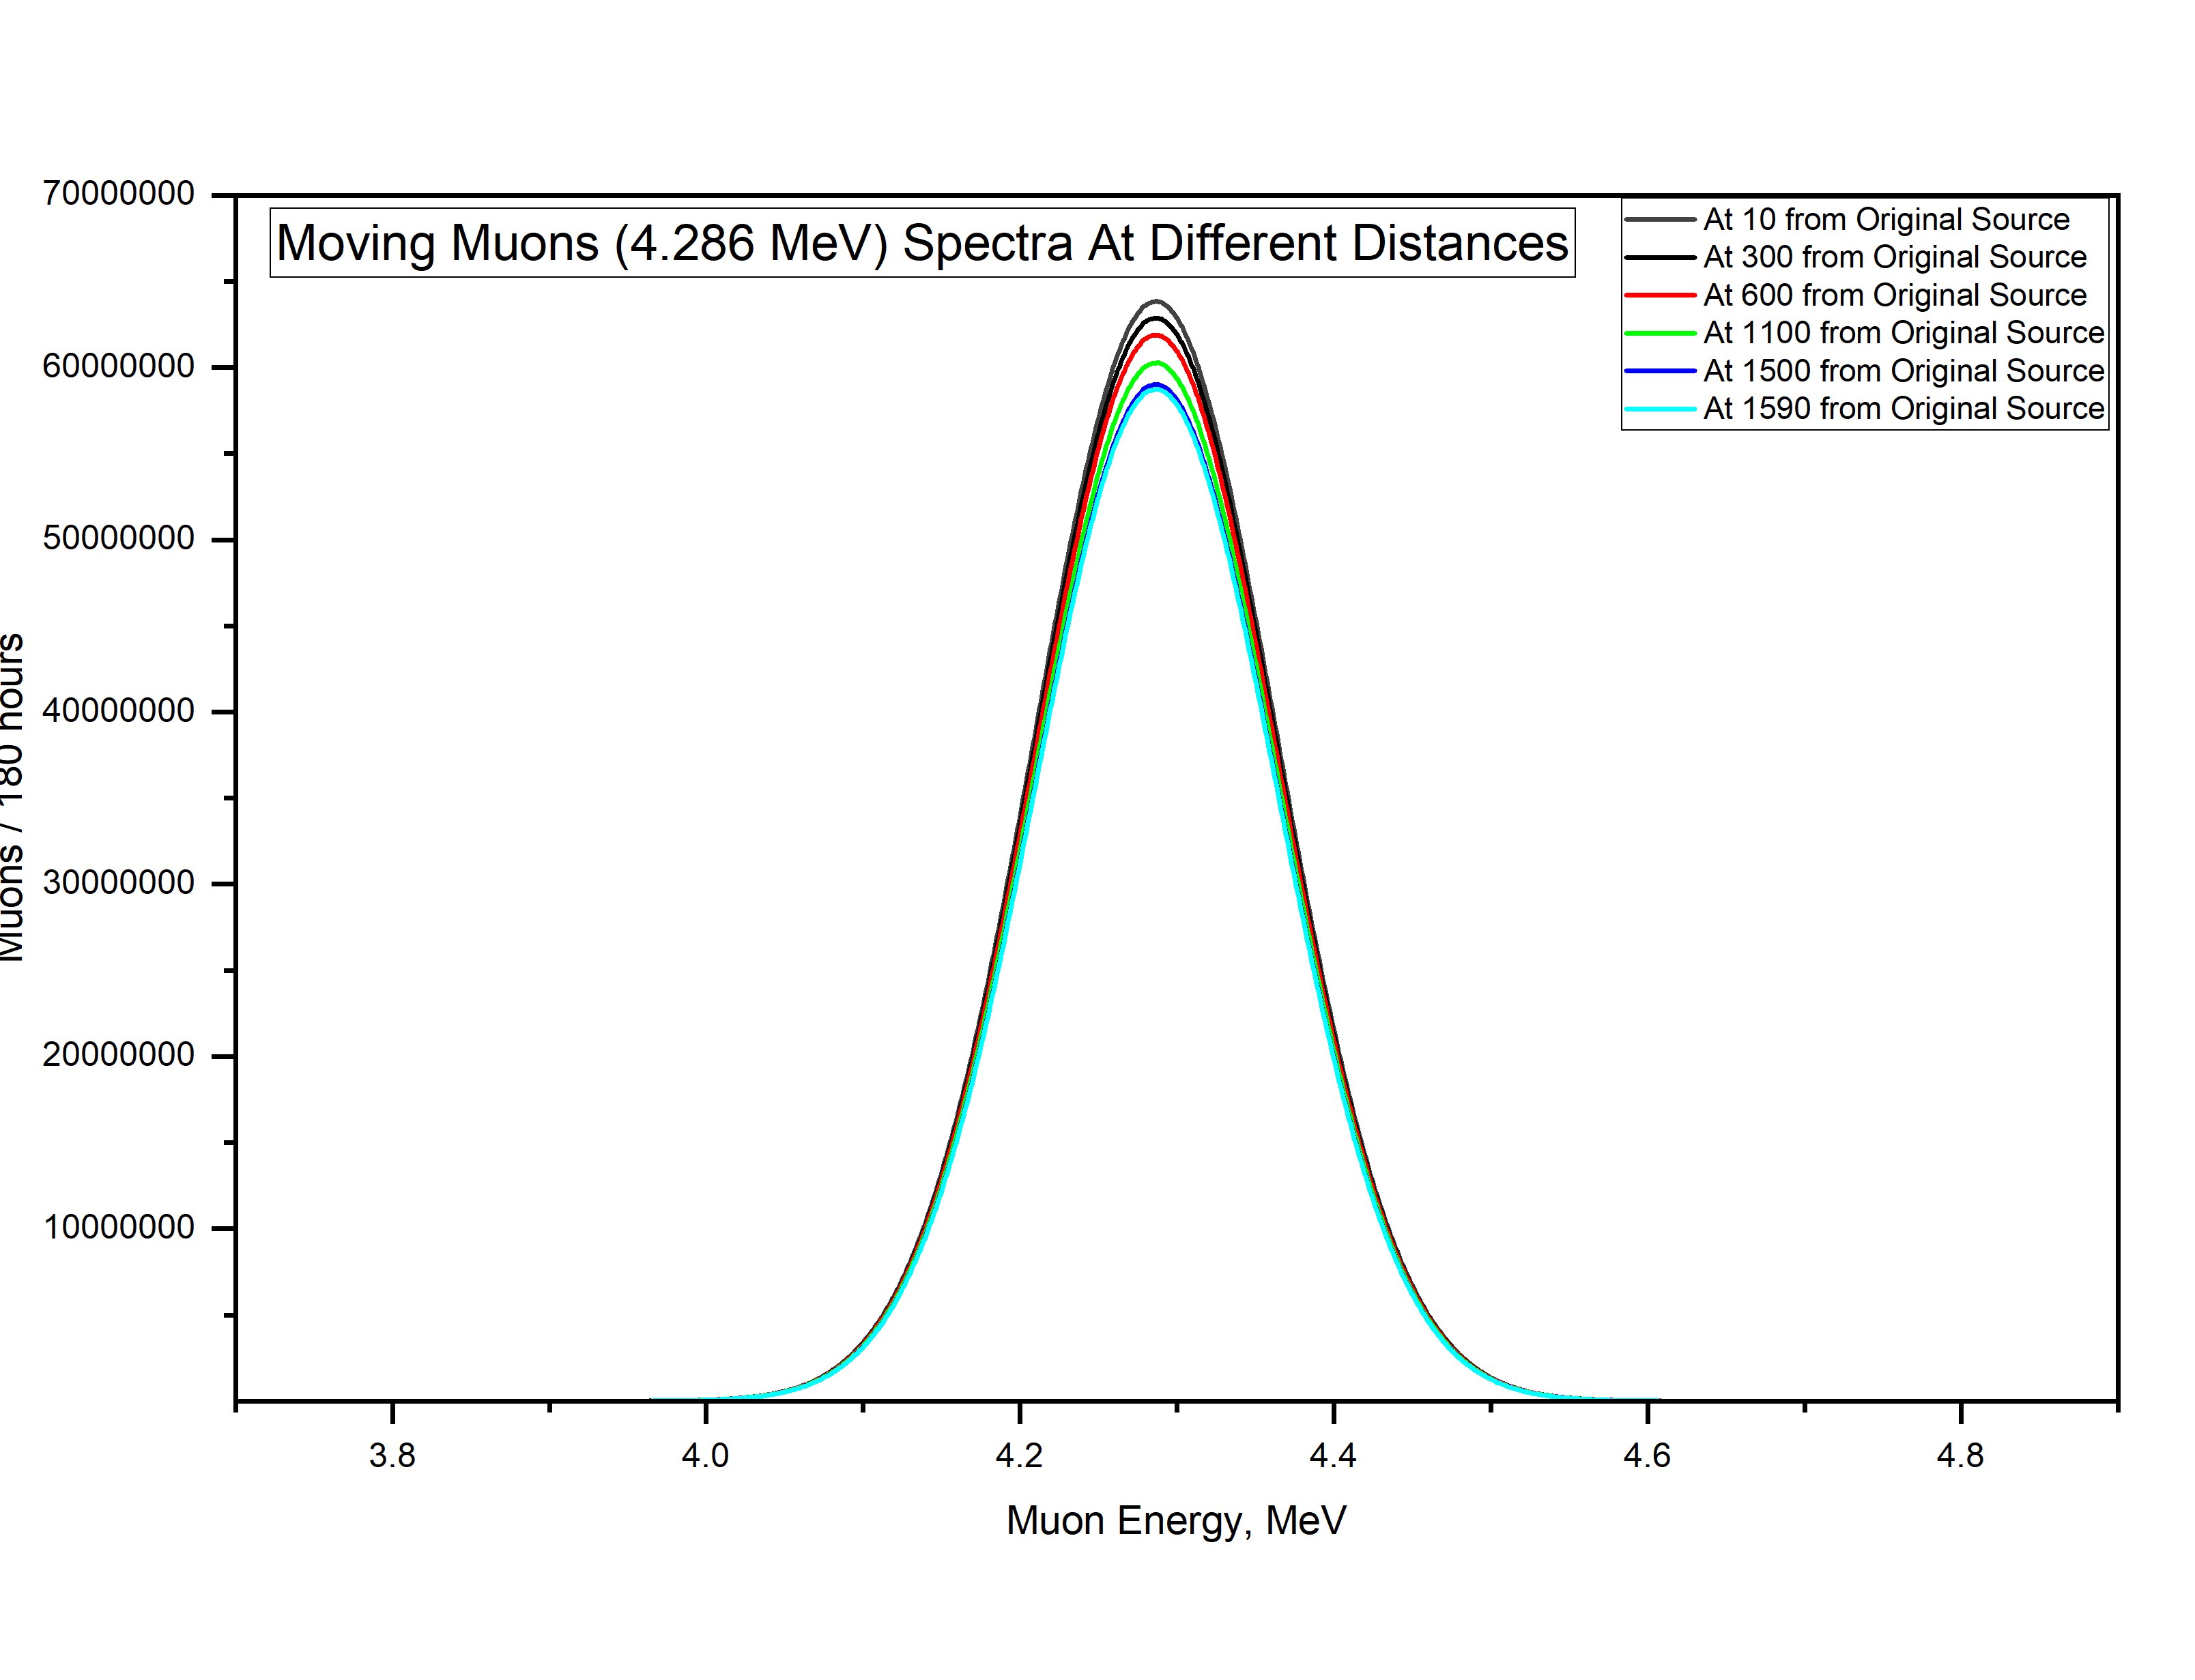 Moving Muons (4.286 MeV) Spectra At Different Distances
At 10 from Original Source
At 300 from Original Source
At 600 from Original Source
At 1100 from Original Source
At 1500 from Original Source
At 1590 from Original Source
70000000
60000000
50000000
40000000
30000000
20000000
10000000
Muons / 180 hours
3.8
4.0
4.2
4.4
4.6
4.8
Muon Energy, MeV